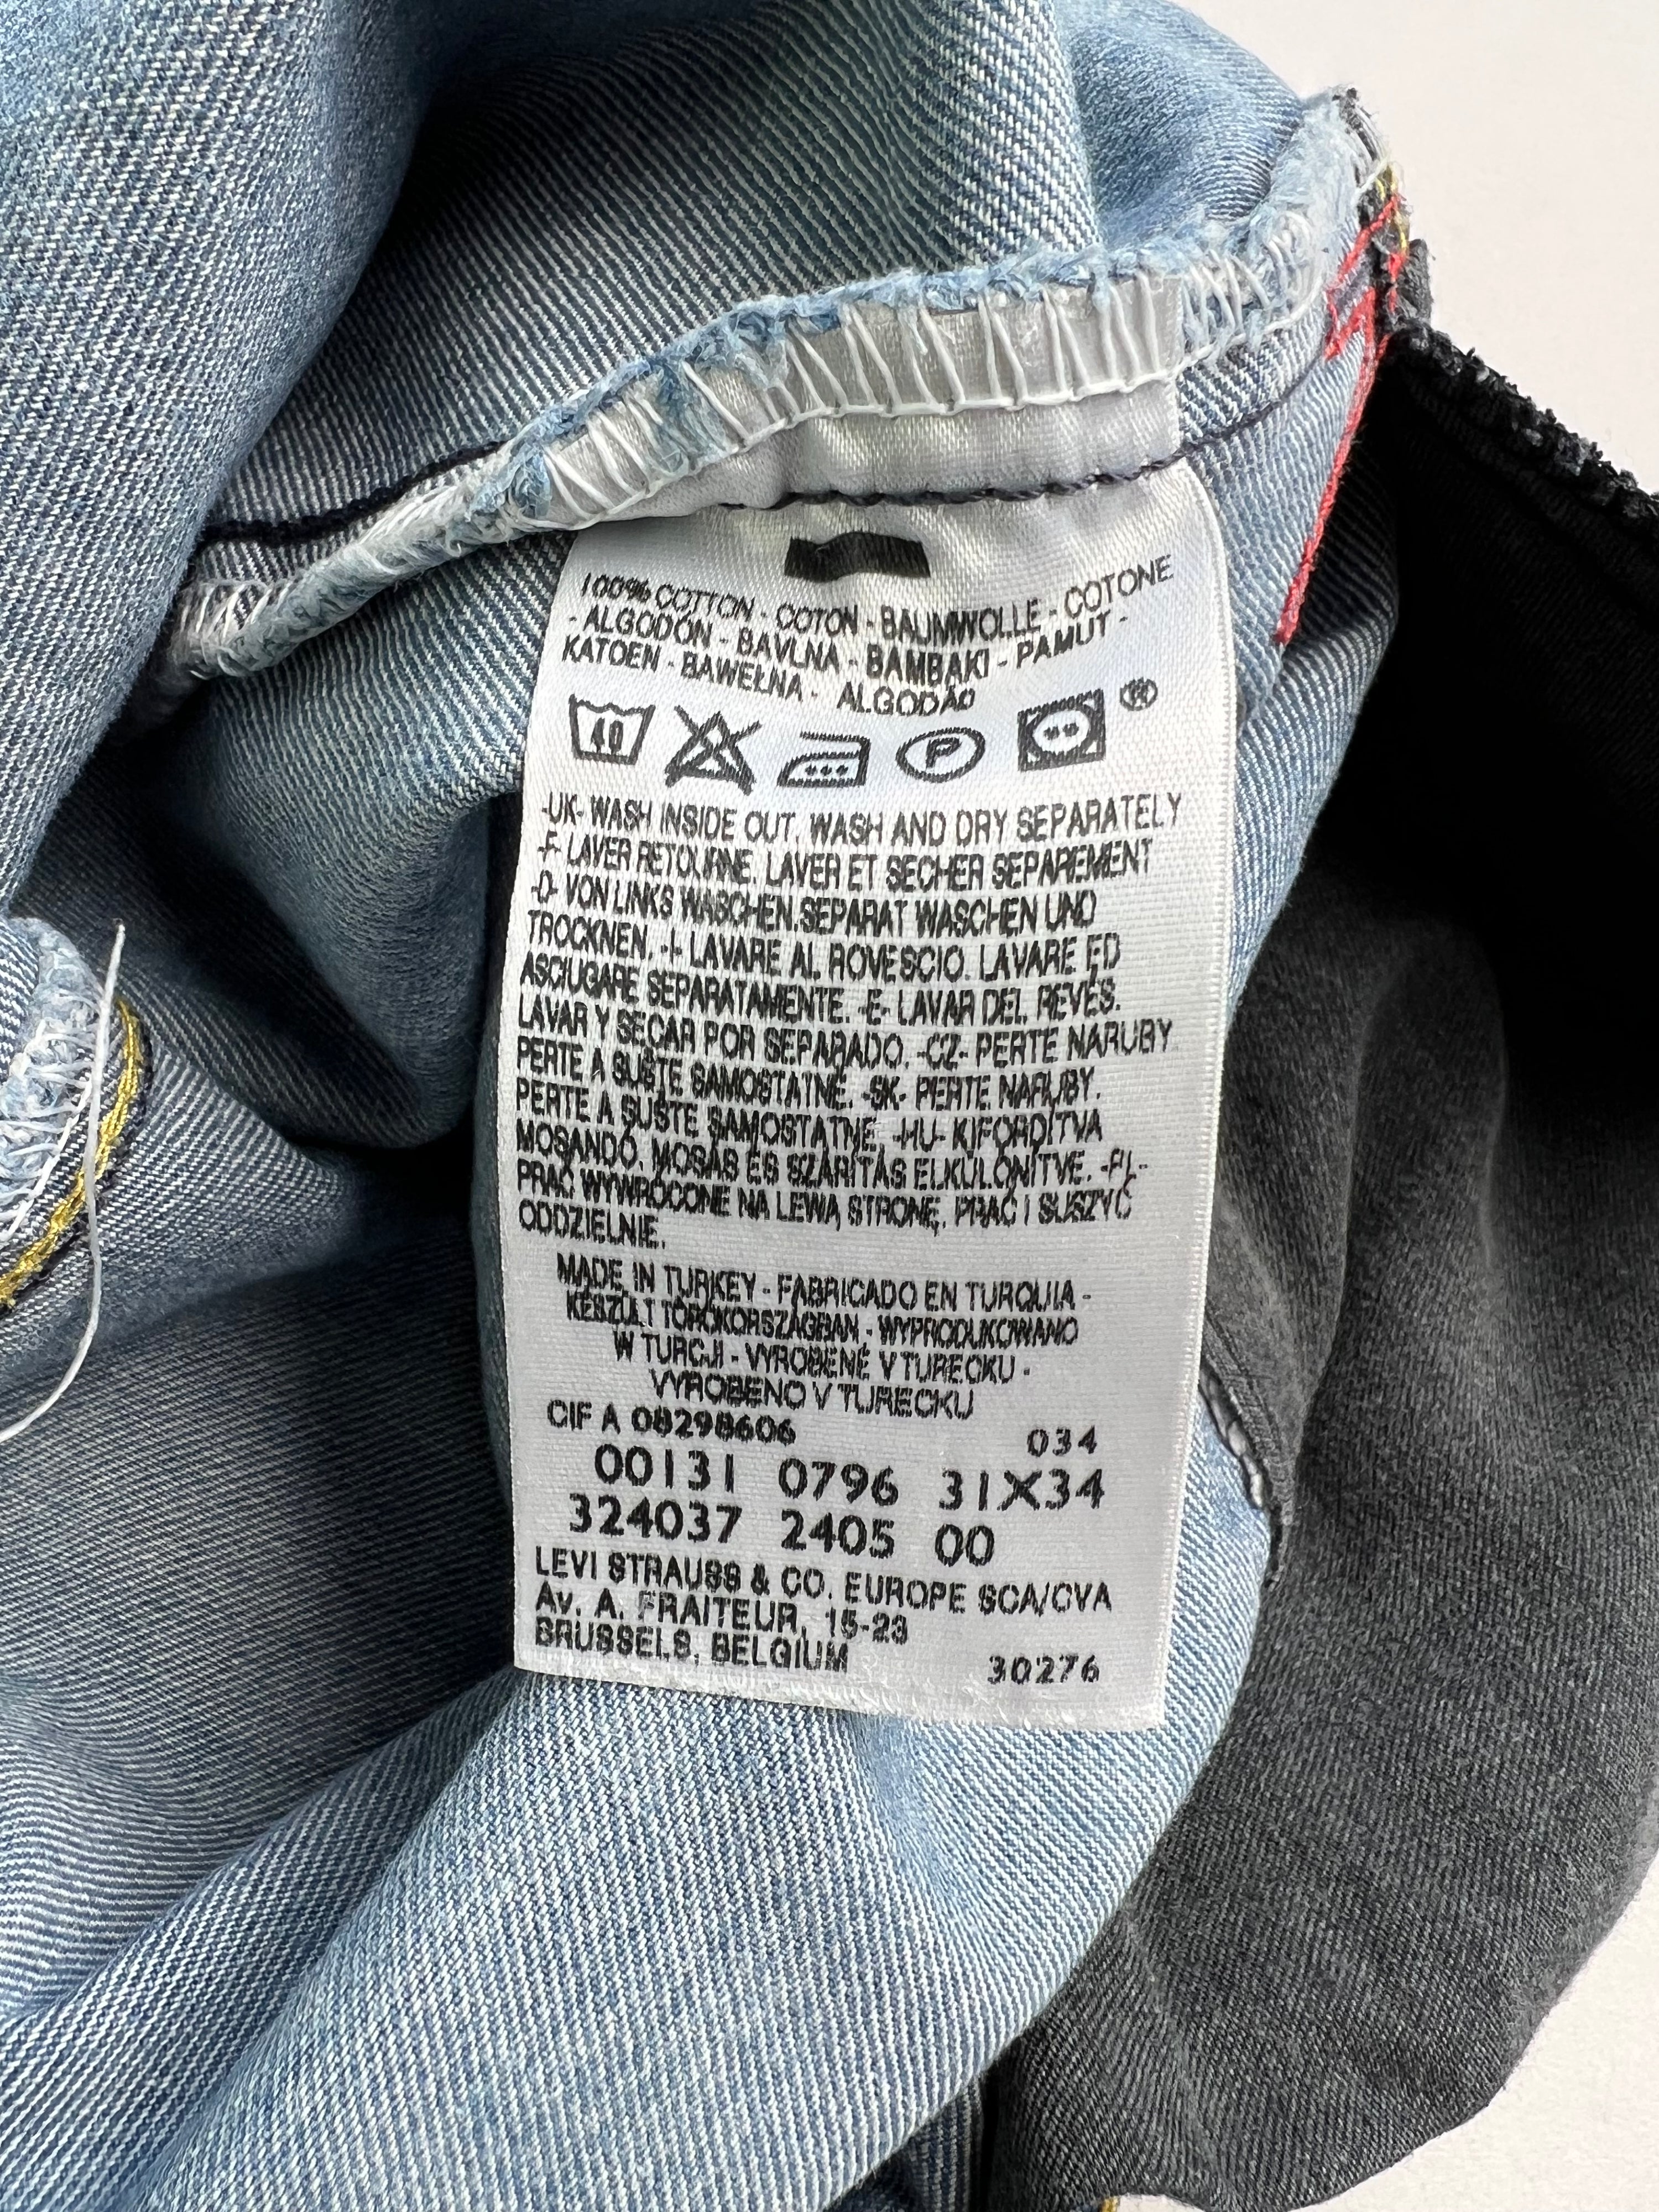 100% COTTON - COTON - BAUMWOLLE - COTONE
- ALGODÓN - BAVLNA - BAMBAKI - PAMUT -
KATOEN - BAWEŁNA - ALGODÃO
40 P ®
-UK- WASH INSIDE OUT. WASH AND DRY SEPARATELY
-F- LAVER RETOURNE. LAVER ET SECHER SEPAREMENT
-D- VON LINKS WASCHEN.SEPARAT WASCHEN UND
TROCKNEN. -I- LAVARE AL ROVESCIO. LAVARE ED
ASCIUGARE SEPARATAMENTE. -E- LAVAR DEL REVÉS.
LAVAR Y SECAR POR SEPARADO. -CZ- PERTE NARUBY.
PERTE A SUŠTE SAMOSTATNĚ. -SK- PERTE NARUBY.
PERTE A SUŠTE SAMOSTATNE. -HU- KIFORDÍTVA
MOSANDÓ. MOSÁS ÉS SZÁRÍTÁS ELKÜLÖNÍTVE. -PL-
PRAĆ WYWRÓCONE NA LEWĄ STRONĘ. PRAĆ I SUSZYĆ
ODDZIELNIE.
MADE IN TURKEY - FABRICADO EN TURQUIA -
KÉSZÜLT TÖRÖKORSZÁGBAN - WYPRODUKOWANO
W TURCJI - VYROBENÉ V TURECKU -
VYROBENO V TURECKU
CIF A 08298606 034
00131 0796 31X34
324037 2405 00
LEVI STRAUSS & CO. EUROPE SCA/CVA
Av. A. FRAITEUR, 15-23
BRUSSELS, BELGIUM 30276